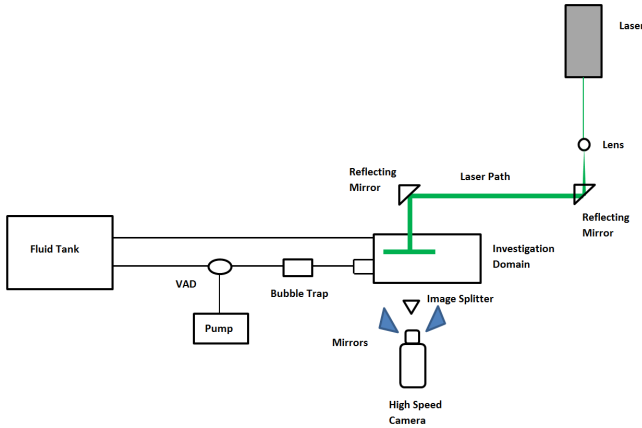 Laser
Lens
Reflecting
Mirror
Laser Path
Reflecting
Mirror
Fluid Tank
Investigation
Domain
VAD
Bubble Trap
Image Splitter
Pump
Mirrors
High Speed
Camera